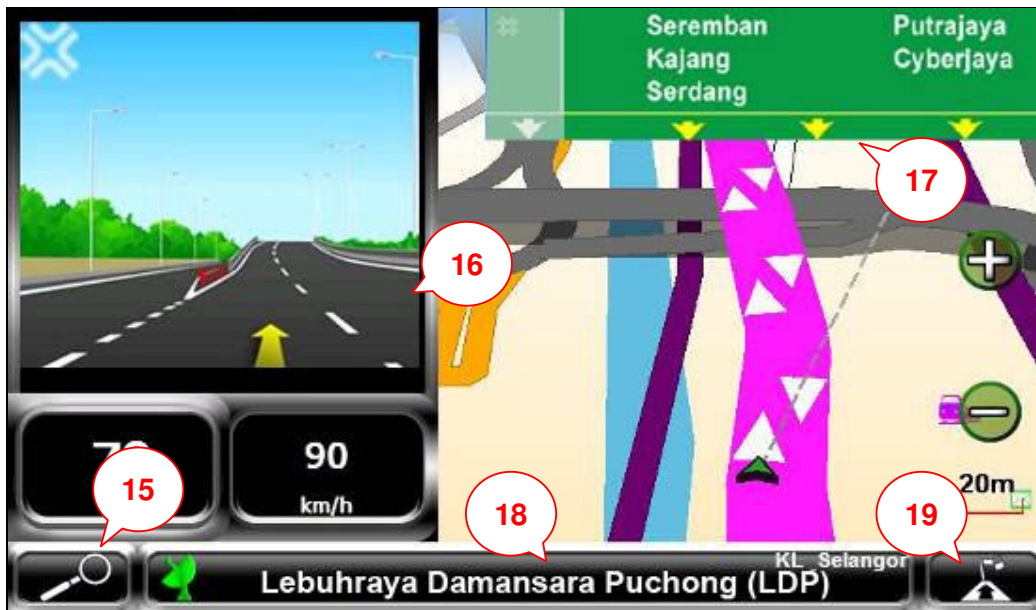 Seremban
Kajang
Serdang
Putrajaya
Cyberjaya
17
16
90
km/h
15
18
20m
19
KL_Selangor
Lebuhraya Damansara Puchong (LDP)